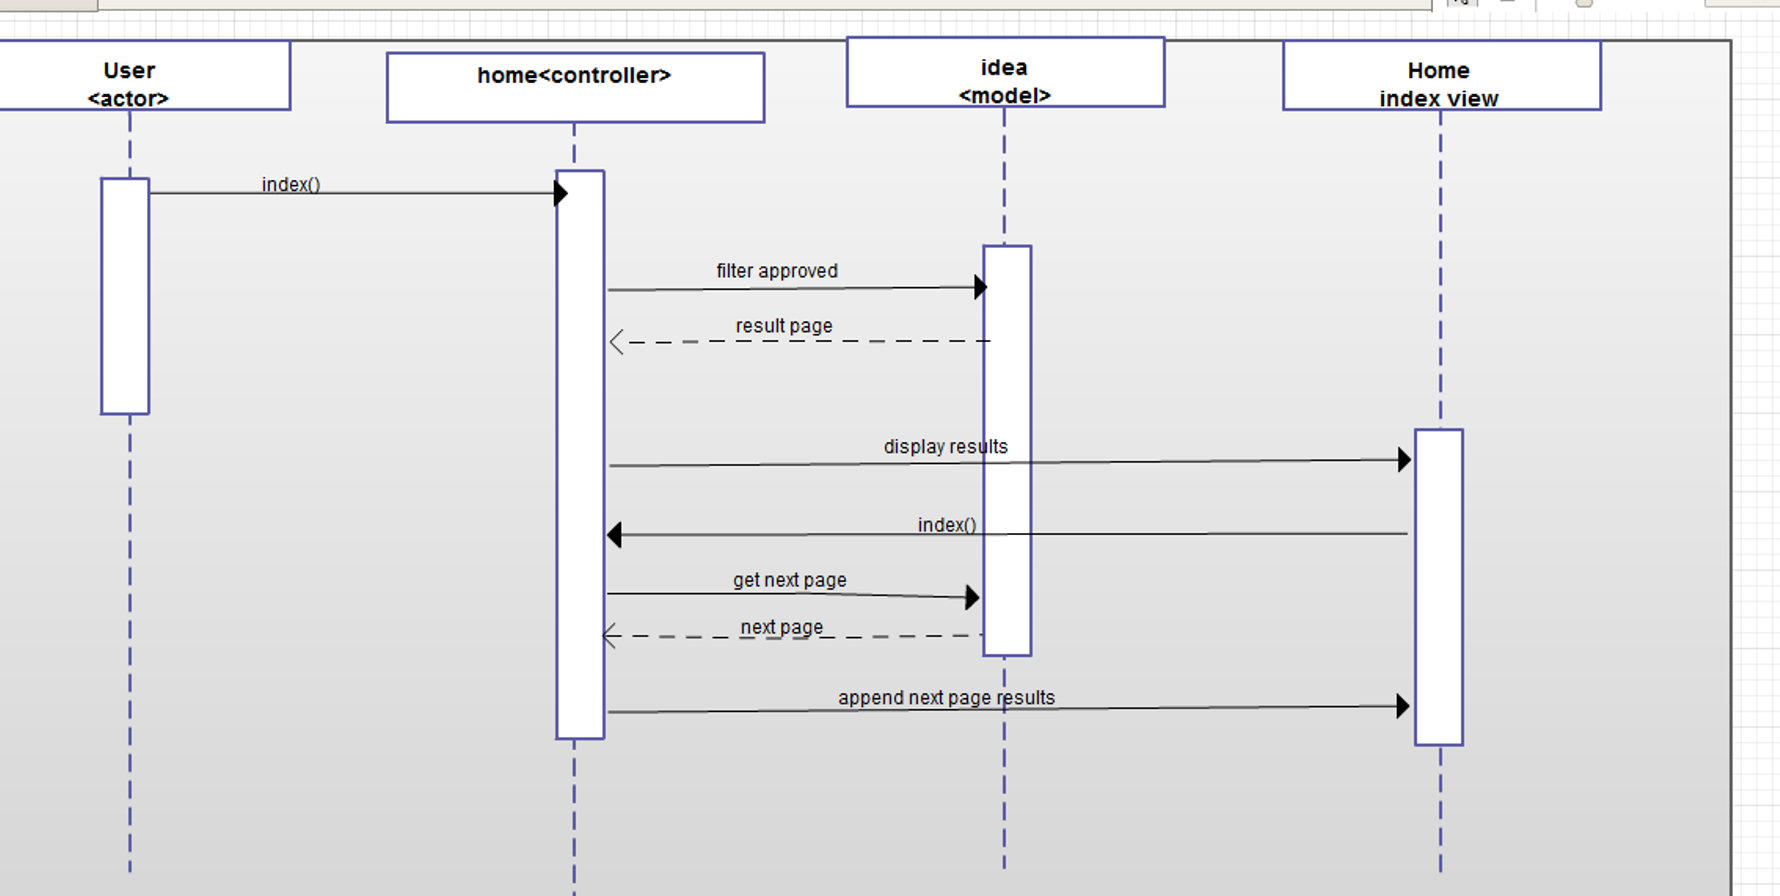 User
<actor>
home<controller>
idea
<model>
Home
index view
index()
filter approved
result page
display results
index()
get next page
next page
append next page results